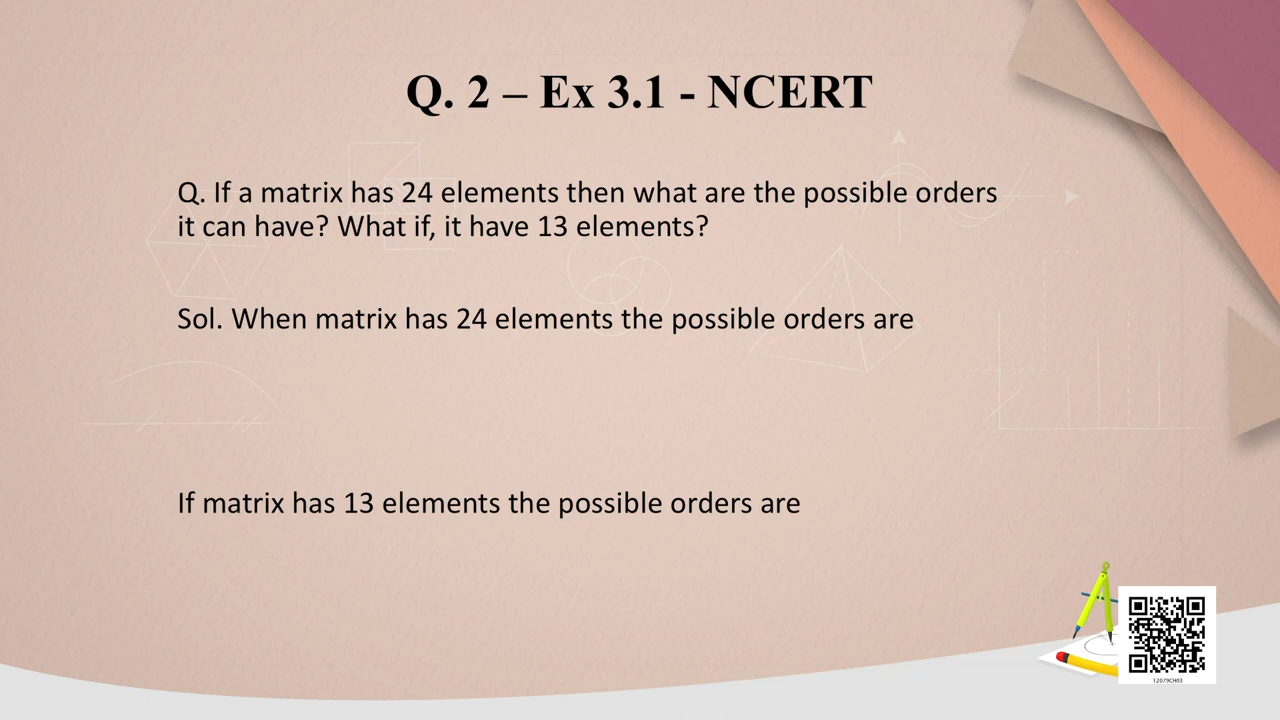 Q. 2 – Ex 3.1 - NCERT
Q. If a matrix has 24 elements then what are the possible orders
it can have? What if, it have 13 elements?
Sol. When matrix has 24 elements the possible orders are
If matrix has 13 elements the possible orders are
12079CH03